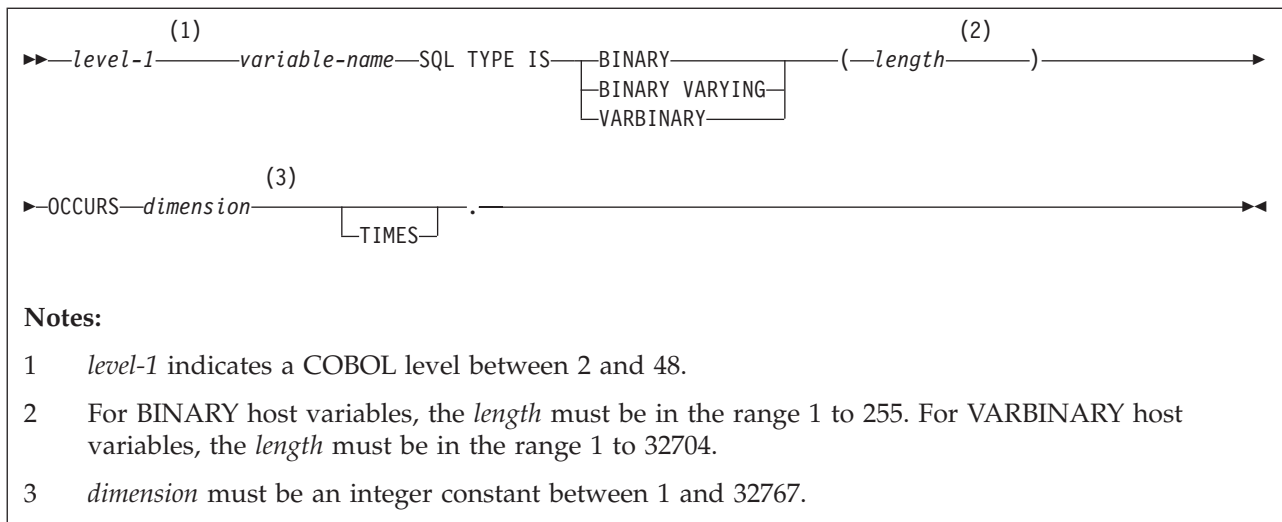 (1) (2)
level-1 variable-name SQL TYPE IS BINARY ( length )
BINARY VARYING
VARBINARY
(3)
OCCURS dimension .
TIMES
Notes:
1 level-1 indicates a COBOL level between 2 and 48.
2 For BINARY host variables, the length must be in the range 1 to 255. For VARBINARY host
variables, the length must be in the range 1 to 32704.
3 dimension must be an integer constant between 1 and 32767.